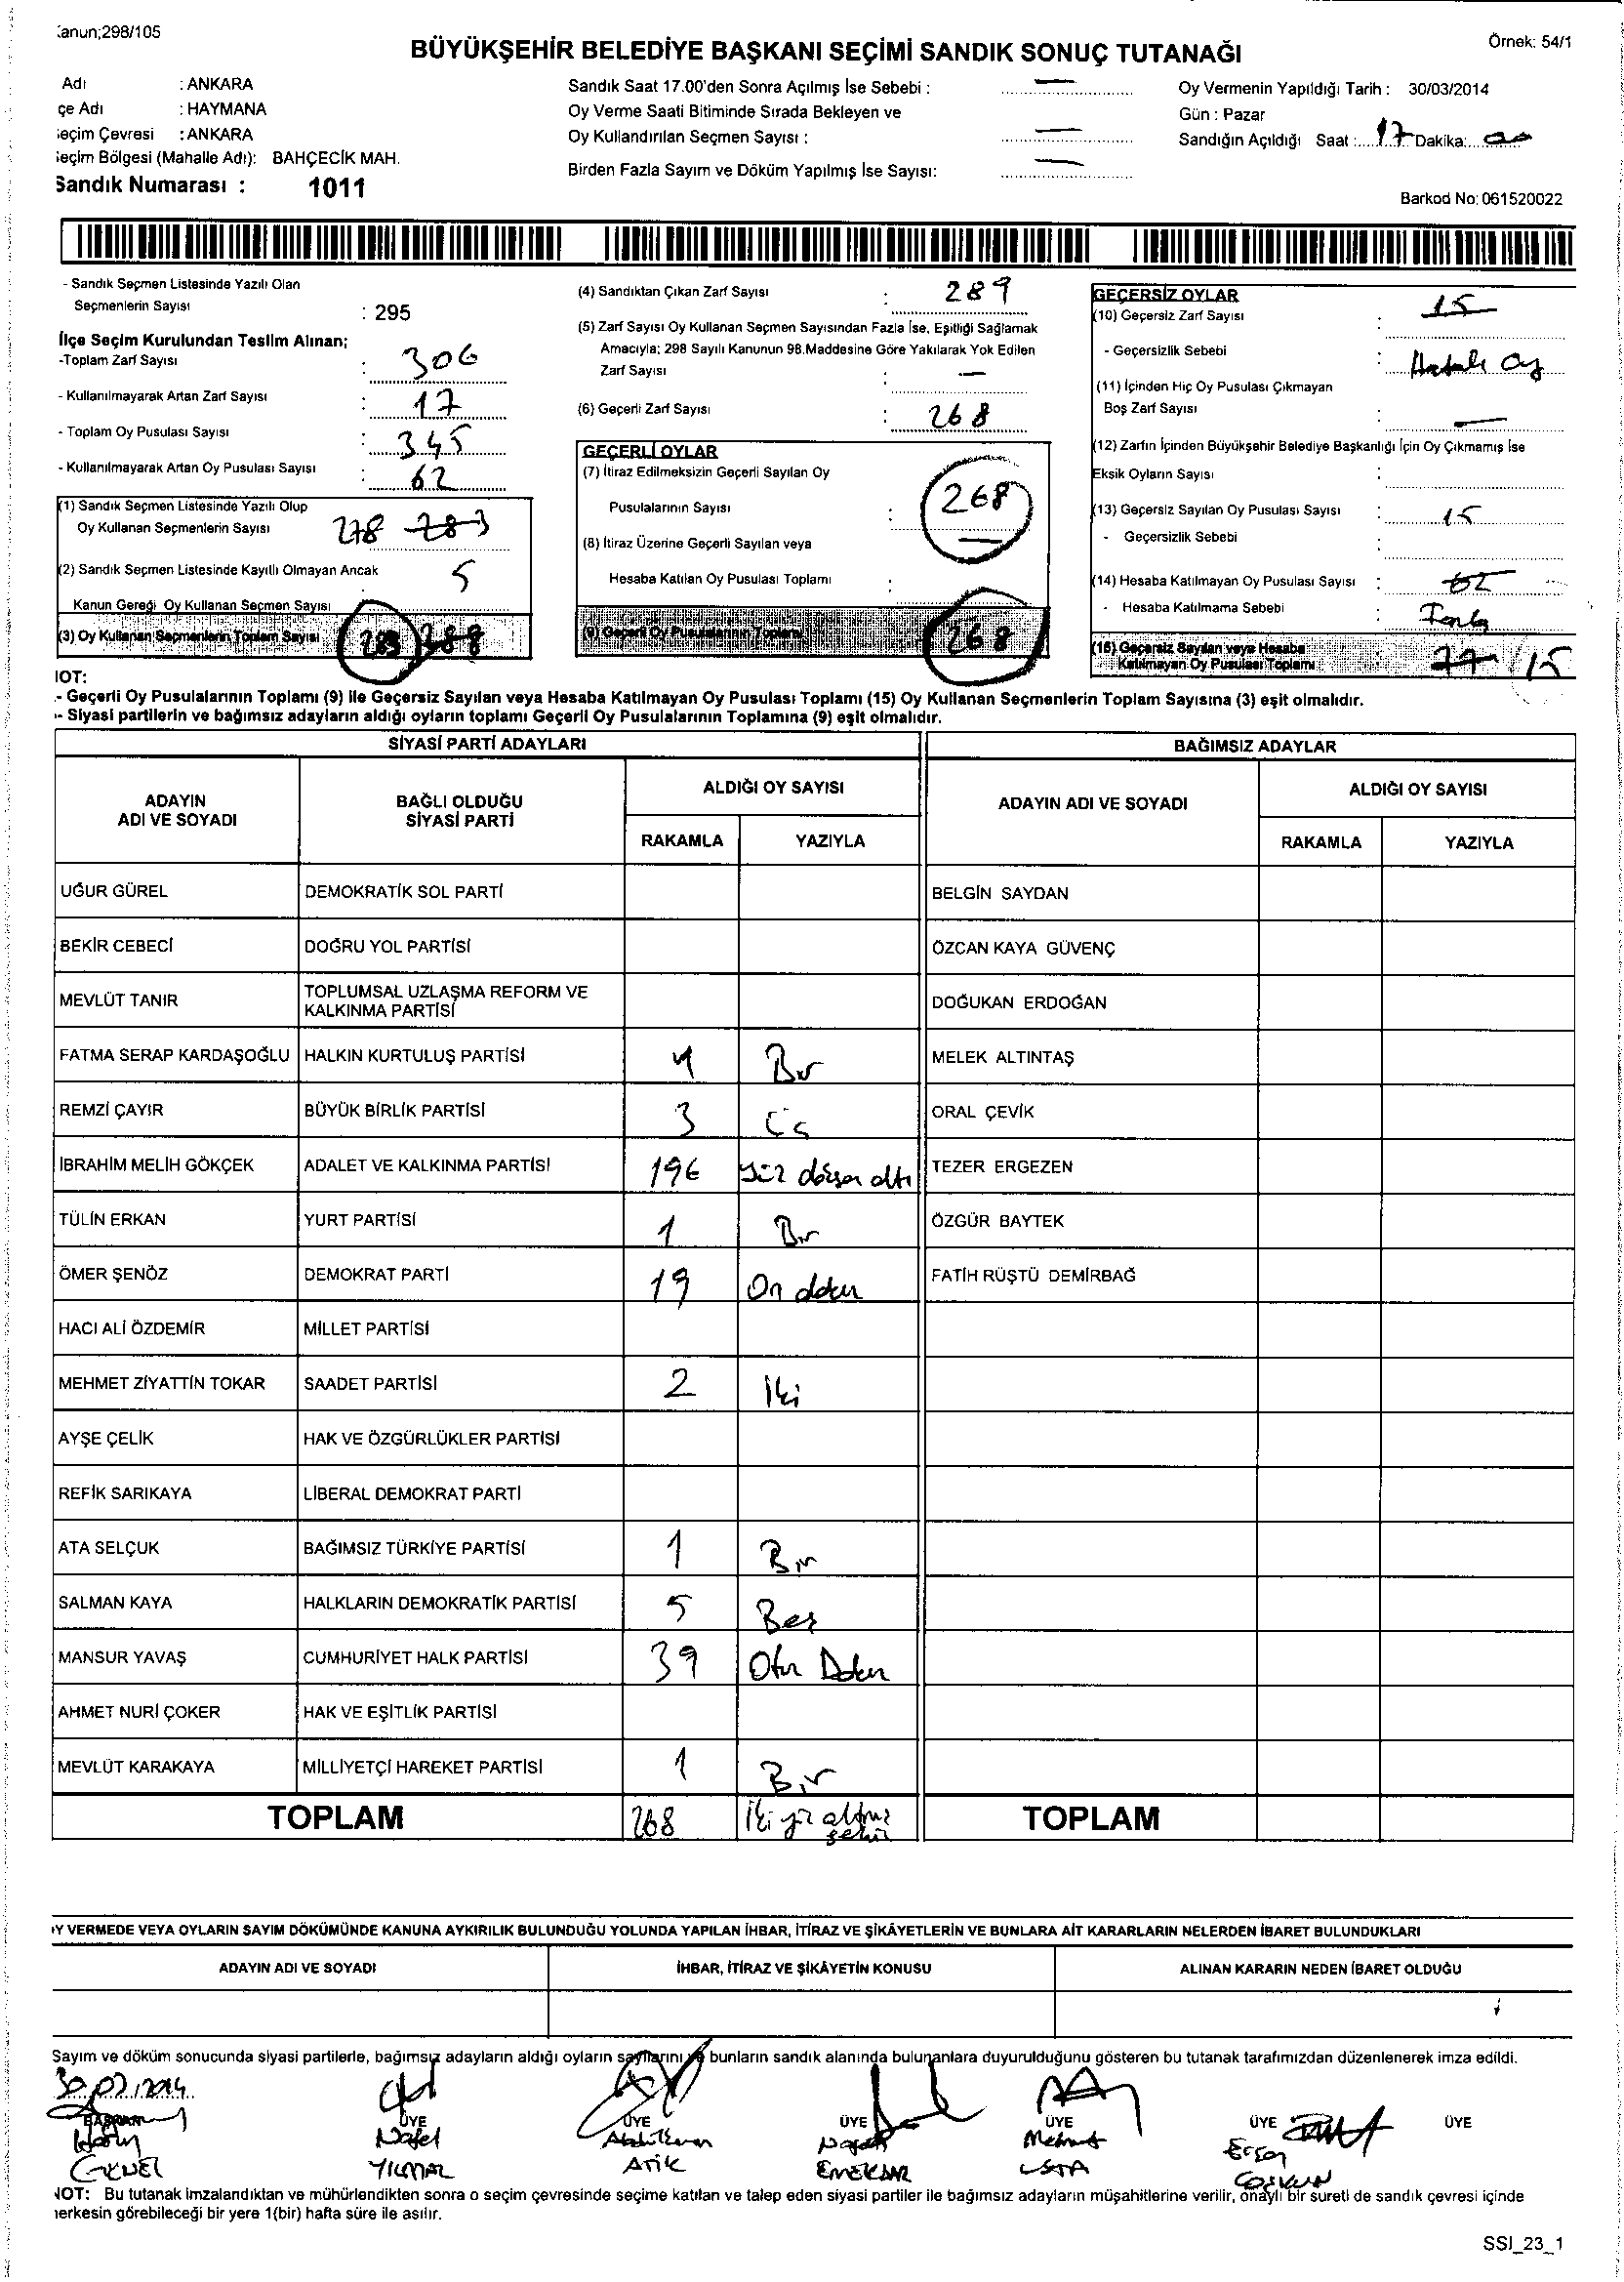 anun;298/105
Örnek: 54/1
BÜYÜKŞEHİR BELEDİYE BAŞKANI SEÇİMİ SANDIK SONUÇ TUTANAĞI
Adı : ANKARA
çe Adı : HAYMANA
eçim Çevresi : ANKARA
eçim Bölgesi (Mahalle Adı): BAHÇECİK MAH.
Sandık Numarası : 1011
Sandık Saat 17.00'den Sonra Açılmış İse Sebebi : —
Oy Verme Saati Bitiminde Sırada Bekleyen ve
Oy Kullandırılan Seçmen Sayısı : —
Birden Fazla Sayım ve Döküm Yapılmış İse Sayısı: —
Oy Vermenin Yapıldığı Tarih : 30/03/2014
Gün : Pazar
Sandığın Açıldığı Saat : 17 Dakika: 00
Barkod No: 061520022
- Sandık Seçmen Listesinde Yazılı Olan
Seçmenlerin Sayısı : 295
İlçe Seçim Kurulundan Teslim Alınan;
-Toplam Zarf Sayısı : 306
- Kullanılmayarak Artan Zarf Sayısı : 17
- Toplam Oy Pusulası Sayısı : 345
- Kullanılmayarak Artan Oy Pusulası Sayısı : 62
(1) Sandık Seçmen Listesinde Yazılı Olup
Oy Kullanan Seçmenlerin Sayısı 278 283
(2) Sandık Seçmen Listesinde Kayıtlı Olmayan Ancak
Kanun Gereği Oy Kullanan Seçmen Sayısı : 5
(3) Oy Kullanan Seçmenlerin Toplam Sayısı 283 288
(4) Sandıktan Çıkan Zarf Sayısı : 289
(5) Zarf Sayısı Oy Kullanan Seçmen Sayısından Fazla İse, Eşitliği Sağlamak
Amacıyla; 298 Sayılı Kanunun 98.Maddesine Göre Yakılarak Yok Edilen
Zarf Sayısı : —
(6) Geçerli Zarf Sayısı : 268
GEÇERLİ OYLAR
(7) İtiraz Edilmeksizin Geçerli Sayılan Oy
Pusulalarının Sayısı : 268
(8) İtiraz Üzerine Geçerli Sayılan veya
Hesaba Katılan Oy Pusulası Toplamı : —
(9) Geçerli Oy Pusulalarının Toplamı 268
GEÇERSİZ OYLAR
(10) Geçersiz Zarf Sayısı : 15
- Geçersizlik Sebebi : Hatalı oy
(11) İçinden Hiç Oy Pusulası Çıkmayan
Boş Zarf Sayısı : —
(12) Zarfın İçinden Büyükşehir Belediye Başkanlığı İçin Oy Çıkmamış İse
Eksik Oyların Sayısı :
(13) Geçersiz Sayılan Oy Pusulası Sayısı : 15
- Geçersizlik Sebebi :
(14) Hesaba Katılmayan Oy Pusulası Sayısı : 62
- Hesaba Katılmama Sebebi : Fazla
(15) Geçersiz Sayılan veya Hesaba
Katılmayan Oy Pusulası Toplamı : 77 / 15
NOT:
- Geçerli Oy Pusulalarının Toplamı (9) ile Geçersiz Sayılan veya Hesaba Katılmayan Oy Pusulası Toplamı (15) Oy Kullanan Seçmenlerin Toplam Sayısına (3) eşit olmalıdır.
- Siyasi partilerin ve bağımsız adayların aldığı oyların toplamı Geçerli Oy Pusulalarının Toplamına (9) eşit olmalıdır.
SİYASİ PARTİ ADAYLARI BAĞIMSIZ ADAYLAR
ADAYIN ADI VE SOYADI BAĞLI OLDUĞU SİYASİ PARTİ ALDIĞI OY SAYISI ADAYIN ADI VE SOYADI ALDIĞI OY SAYISI
RAKAMLA YAZIYLA RAKAMLA YAZIYLA
UĞUR GÜREL DEMOKRATİK SOL PARTİ BELGİN SAYDAN
BEKİR CEBECİ DOĞRU YOL PARTİSİ ÖZCAN KAYA GÜVENÇ
MEVLÜT TANIR TOPLUMSAL UZLAŞMA REFORM VE KALKINMA PARTİSİ DOĞUKAN ERDOĞAN
FATMA SERAP KARDAŞOĞLU HALKIN KURTULUŞ PARTİSİ 1 Bir MELEK ALTINTAŞ
REMZİ ÇAYIR BÜYÜK BİRLİK PARTİSİ 3 Üç ORAL ÇEVİK
İBRAHİM MELİH GÖKÇEK ADALET VE KALKINMA PARTİSİ 196 Yüz doksan altı TEZER ERGEZEN
TÜLİN ERKAN YURT PARTİSİ 1 Bir ÖZGÜR BAYTEK
ÖMER ŞENÖZ DEMOKRAT PARTİ 19 On dokuz FATİH RÜŞTÜ DEMİRBAĞ
HACI ALİ ÖZDEMİR MİLLET PARTİSİ
MEHMET ZİYATTİN TOKAR SAADET PARTİSİ 2 İki
AYŞE ÇELİK HAK VE ÖZGÜRLÜKLER PARTİSİ
REFİK SARIKAYA LİBERAL DEMOKRAT PARTİ
ATA SELÇUK BAĞIMSIZ TÜRKİYE PARTİSİ 1 Bir
SALMAN KAYA HALKLARIN DEMOKRATİK PARTİSİ 5 Beş
MANSUR YAVAŞ CUMHURİYET HALK PARTİSİ 39 Otuz Dokuz
AHMET NURİ ÇOKER HAK VE EŞİTLİK PARTİSİ
MEVLÜT KARAKAYA MİLLİYETÇİ HAREKET PARTİSİ 1 Bir
TOPLAM 268 İki yüz altmış sekiz TOPLAM
Y VERMEDE VEYA OYLARIN SAYIM DÖKÜMÜNDE KANUNA AYKIRILIK BULUNDUĞU YOLUNDA YAPILAN İHBAR, İTİRAZ VE ŞİKÂYETLERİN VE BUNLARA AİT KARARLARIN NELERDEN İBARET BULUNDUKLARI
ADAYIN ADI VE SOYADI İHBAR, İTİRAZ VE ŞİKÂYETİN KONUSU ALINAN KARARIN NEDEN İBARET OLDUĞU
Sayım ve döküm sonucunda siyasi partilerle, bağımsız adayların aldığı oyların sayılarını ve bunların sandık alanında bulunanlara duyurulduğunu gösteren bu tutanak tarafımızdan düzenlenerek imza edildi.
BAŞKAN ÜYE ÜYE ÜYE ÜYE ÜYE ÜYE
Mehmet
YILMAZ ATİK USTA
NOT: Bu tutanak imzalandıktan ve mühürlendikten sonra o seçim çevresinde seçime katılan ve talep eden siyasi partiler ile bağımsız adayların müşahitlerine verilir, onaylı bir sureti de sandık çevresi içinde
herkesin görebileceği bir yere 1(bir) hafta süre ile asılır.
SSI_23_1